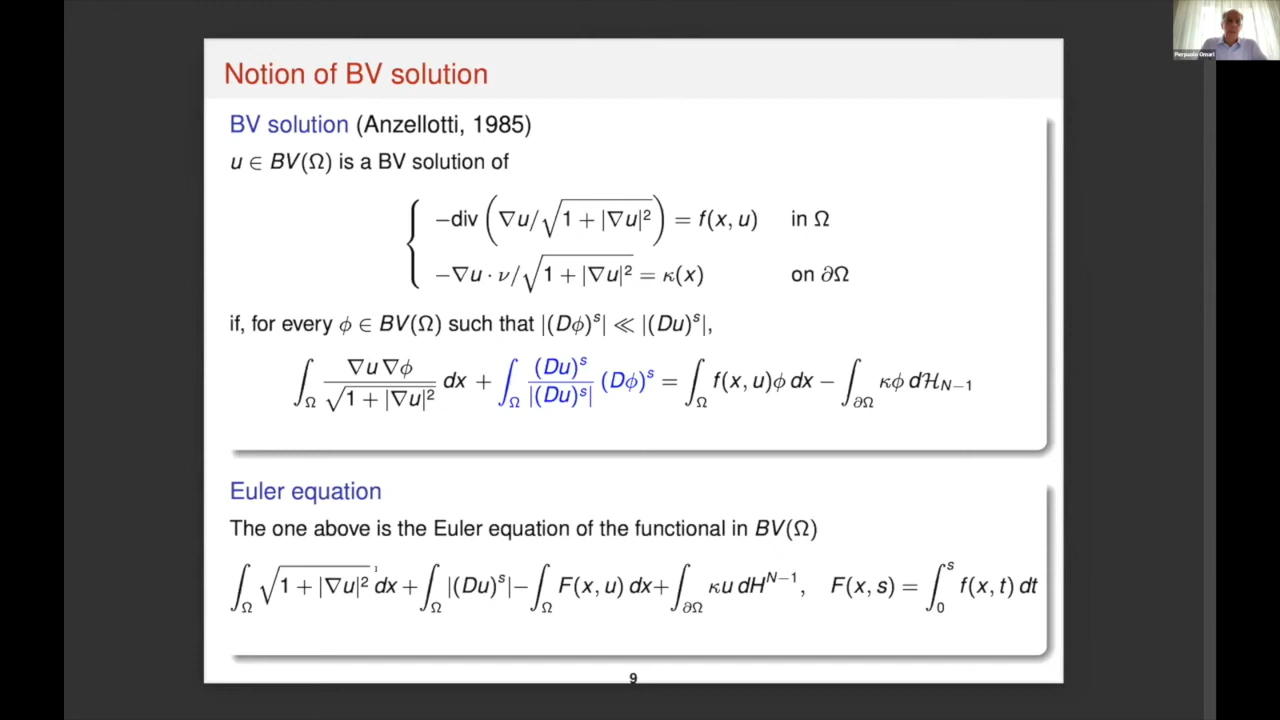 Pierpaolo Omari
Notion of BV solution
BV solution (Anzellotti, 1985)
u ∈ BV(Ω) is a BV solution of
−div (∇u/√(1 + |∇u|²)) = f(x, u) in Ω
−∇u · ν/√(1 + |∇u|²) = κ(x) on ∂Ω
if, for every ϕ ∈ BV(Ω) such that |(Dϕ)ˢ| ≪ |(Du)ˢ|,
∫_Ω (∇u ∇ϕ)/√(1 + |∇u|²) dx + ∫_Ω (Du)ˢ/|(Du)ˢ| (Dϕ)ˢ = ∫_Ω f(x, u)ϕ dx − ∫_∂Ω κϕ dℋ_{N−1}
Euler equation
The one above is the Euler equation of the functional in BV(Ω)
∫_Ω √(1 + |∇u|²) dx + ∫_Ω |(Du)ˢ| − ∫_Ω F(x, u) dx + ∫_∂Ω κu dH^{N−1}, F(x, s) = ∫_0^s f(x, t) dt
9